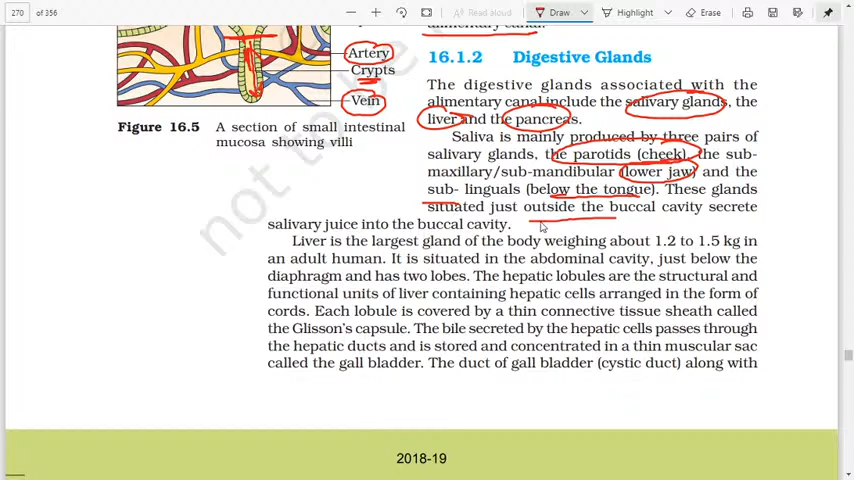 270 of 356
Read aloud
Draw
Highlight
Erase
alimentary canal.
Artery
Crypts
Vein
Figure 16.5 A section of small intestinal
mucosa showing villi
16.1.2 Digestive Glands
The digestive glands associated with the
alimentary canal include the salivary glands, the
liver and the pancreas.
Saliva is mainly produced by three pairs of
salivary glands, the parotids (cheek), the sub-
maxillary/sub-mandibular (lower jaw) and the
sub-linguals (below the tongue). These glands
situated just outside the buccal cavity secrete
salivary juice into the buccal cavity.
Liver is the largest gland of the body weighing about 1.2 to 1.5 kg in
an adult human. It is situated in the abdominal cavity, just below the
diaphragm and has two lobes. The hepatic lobules are the structural and
functional units of liver containing hepatic cells arranged in the form of
cords. Each lobule is covered by a thin connective tissue sheath called
the Glisson's capsule. The bile secreted by the hepatic cells passes through
the hepatic ducts and is stored and concentrated in a thin muscular sac
called the gall bladder. The duct of gall bladder (cystic duct) along with
not to be
2018-19